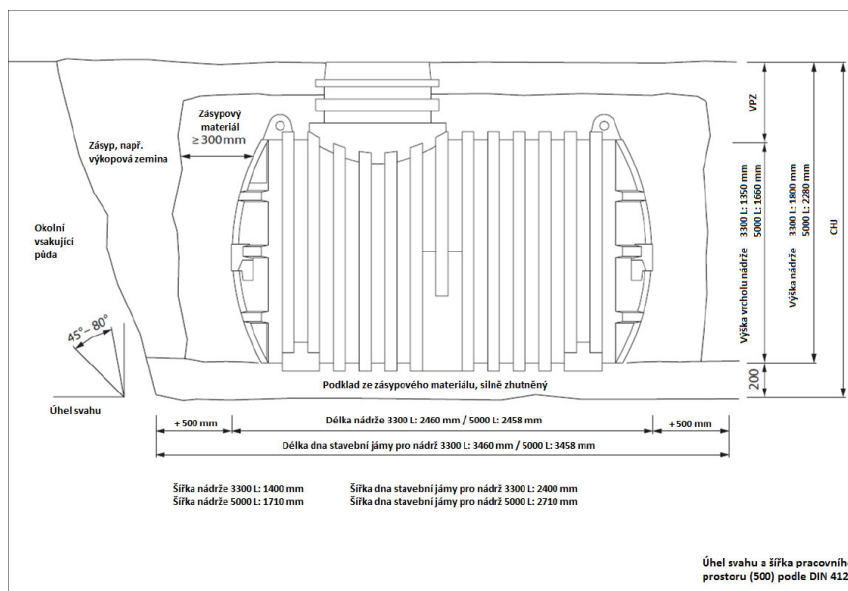 Zásypový
materiál
≥300mm
Zásyp, např.
výkopová zemina
Okolní
vsakující
půda
45°– 80°
Úhel svahu
Podklad ze zásypového materiálu, silně zhutněný
VPZ
Výška vrcholu nádrže 3300 L: 1350 mm
5000 L: 1660 mm
Výška nádrže 3300 L: 1800 mm
5000 L: 2280 mm
CHJ
200
+ 500 mm
Délka nádrže 3300 L: 2460 mm / 5000 L: 2458 mm
+ 500 mm
Délka dna stavební jámy pro nádrž 3300 L: 3460 mm / 5000 L: 3458 mm
Šířka nádrže 3300 L: 1400 mm
Šířka nádrže 5000 L: 1710 mm
Šířka dna stavební jámy pro nádrž 3300 L: 2400 mm
Šířka dna stavební jámy pro nádrž 5000 L: 2710 mm
Úhel svahu a šířka pracovního
prostoru (500) podle DIN 412